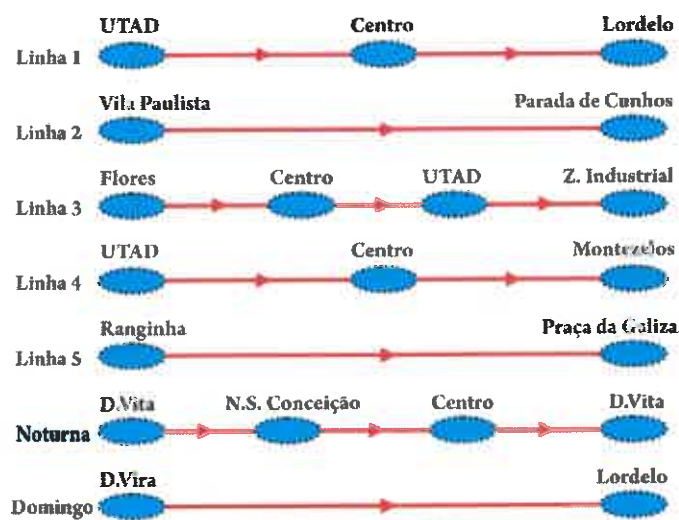 UTAD Centro Lordelo
Linha 1
Vila Paulista Parada de Cunhos
Linha 2
Flores Centro UTAD Z. Industrial
Linha 3
UTAD Centro Montezelos
Linha 4
Ranginha Praça da Galiza
Linha 5
D.Vita N.S. Conceição Centro D.Vita
Noturna
D.Vira Lordelo
Domingo